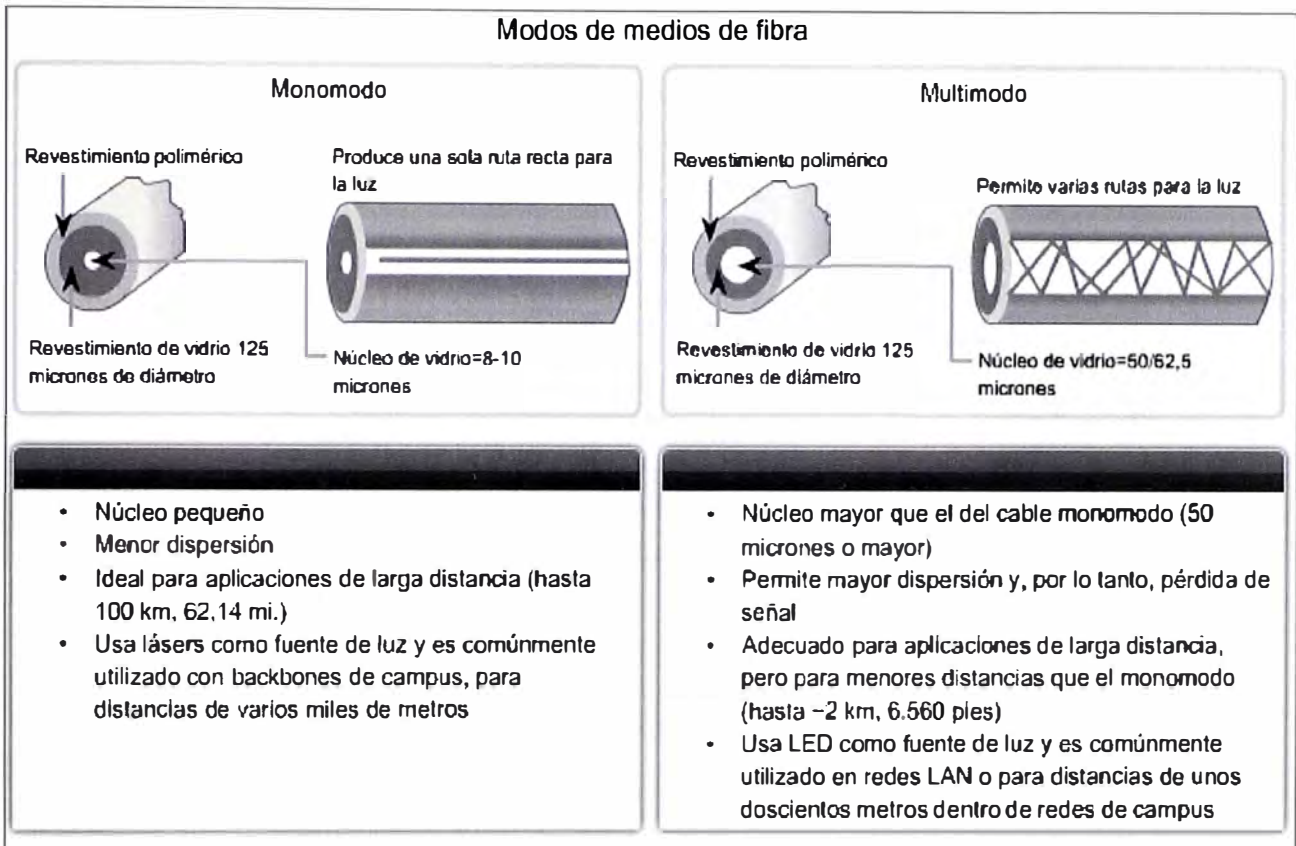 Modos de medios de fibra
Monomodo
Revestimiento polimérico
Produce una sola ruta recta para
la luz
Revestimiento de vidrio 125
micrones de diámetro
Núcleo de vidrio=8-10
micrones
Multimodo
Revestimiento polimérico
Permite varias rutas para la luz
Revestimiento de vidrio 125
micrones de diámetro
Núcleo de vidrio=50/62,5
micrones
• Núcleo pequeño
• Menor dispersión
• Ideal para aplicaciones de larga distancia (hasta
100 km, 62,14 mi.)
• Usa lásers como fuente de luz y es comúnmente
utilizado con backbones de campus, para
distancias de varios miles de metros
• Núcleo mayor que el del cable monomodo (50
micrones o mayor)
• Permite mayor dispersión y, por lo tanto, pérdida de
señal
• Adecuado para aplicaciones de larga distancia,
pero para menores distancias que el monomodo
(hasta ~2 km, 6.560 pies)
• Usa LED como fuente de luz y es comúnmente
utilizado en redes LAN o para distancias de unos
doscientos metros dentro de redes de campus